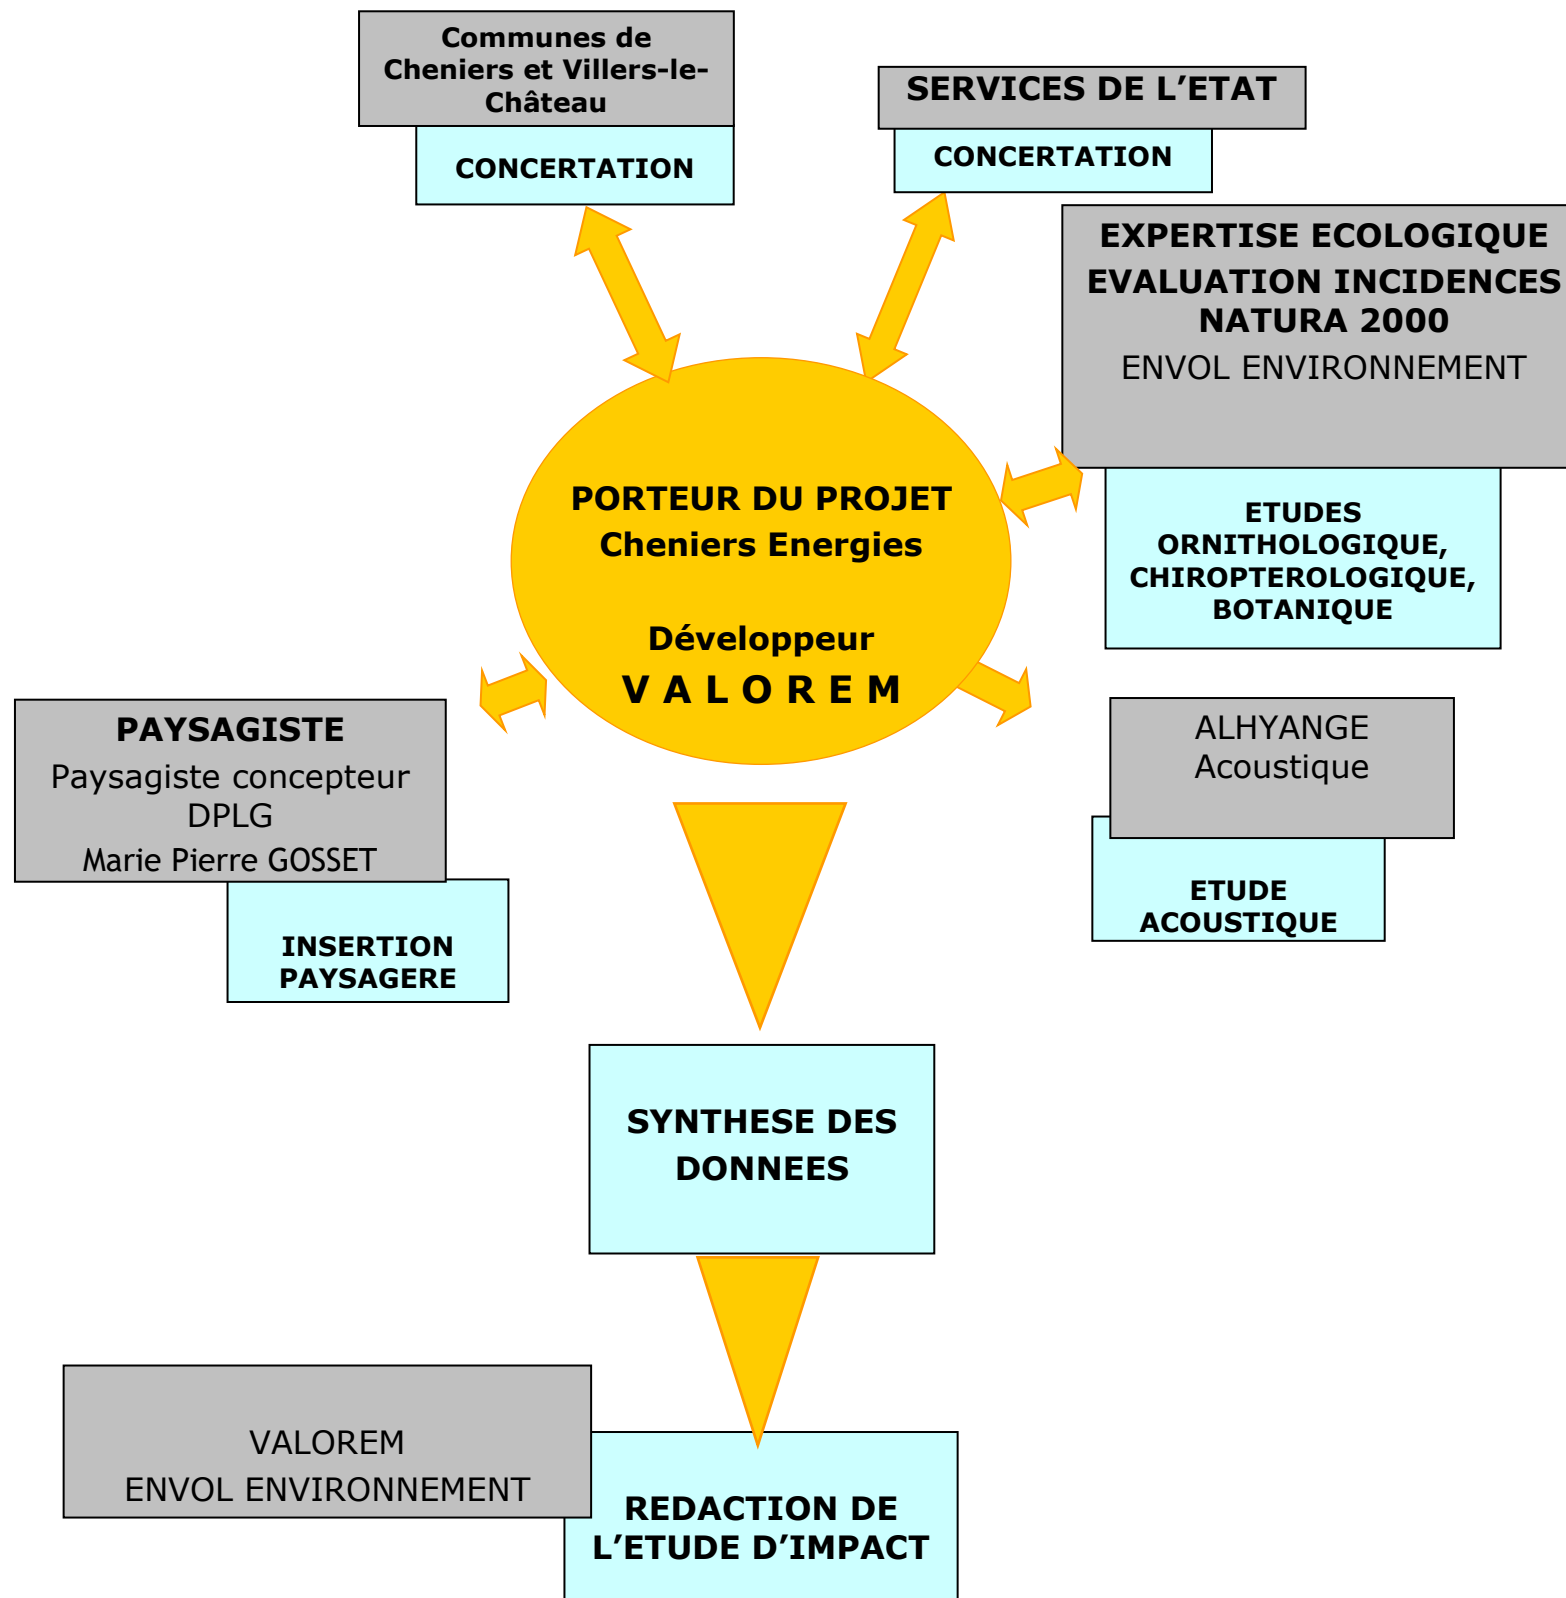 Communes de
Cheniers et Villers-le-
Château
CONCERTATION
SERVICES DE L’ETAT
CONCERTATION
EXPERTISE ECOLOGIQUE
EVALUATION INCIDENCES
NATURA 2000
ENVOL ENVIRONNEMENT
ETUDES
ORNITHOLOGIQUE,
CHIROPTEROLOGIQUE,
BOTANIQUE
PORTEUR DU PROJET
Cheniers Energies
Développeur
V A L O R E M
PAYSAGISTE
Paysagiste concepteur
DPLG
Marie Pierre GOSSET
INSERTION
PAYSAGERE
ALHYANGE
Acoustique
ETUDE
ACOUSTIQUE
SYNTHESE DES
DONNEES
VALOREM
ENVOL ENVIRONNEMENT
REDACTION DE
L’ETUDE D’IMPACT